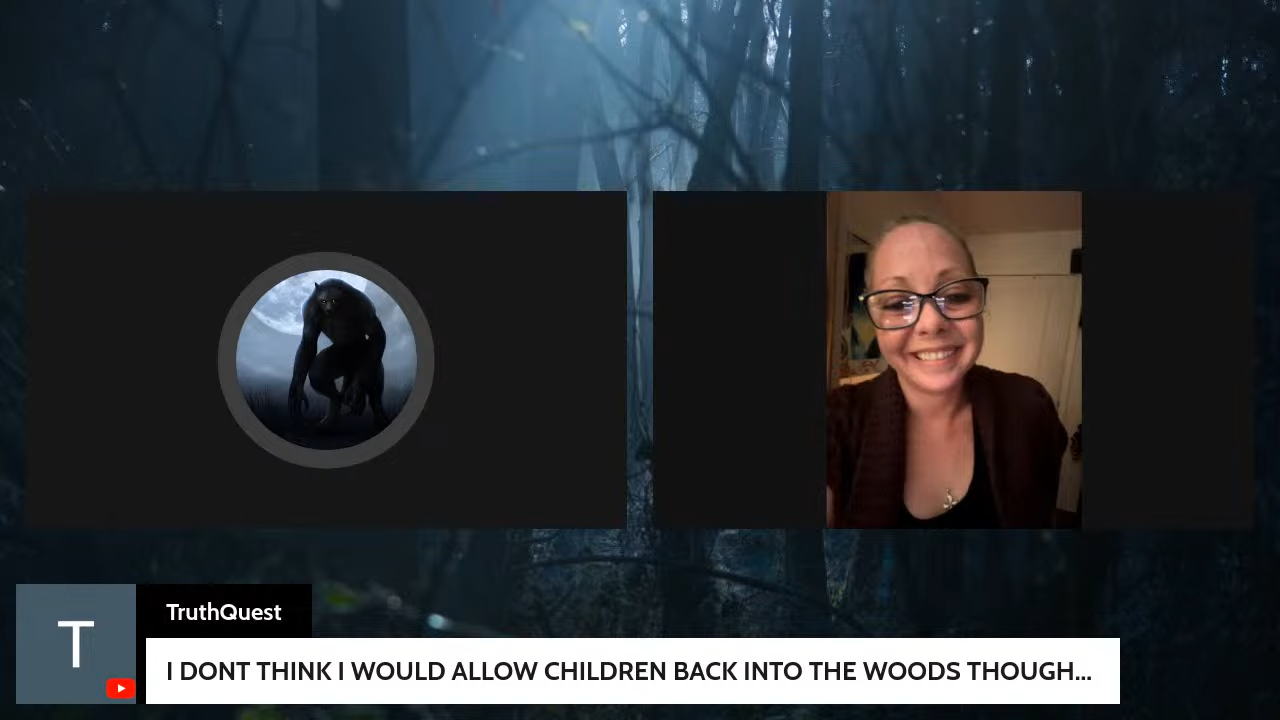 T
TruthQuest
I DONT THINK I WOULD ALLOW CHILDREN BACK INTO THE WOODS THOUGH...